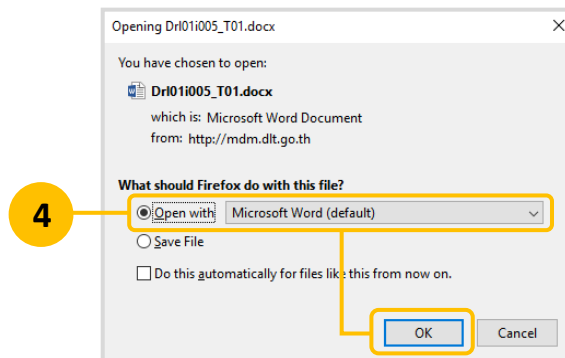 Opening Drl01i005_T01.docx
You have chosen to open:
Drl01i005_T01.docx
which is: Microsoft Word Document
from: http://mdm.dlt.go.th
What should Firefox do with this file?
4
Open with Microsoft Word (default)
Save File
Do this automatically for files like this from now on.
OK Cancel